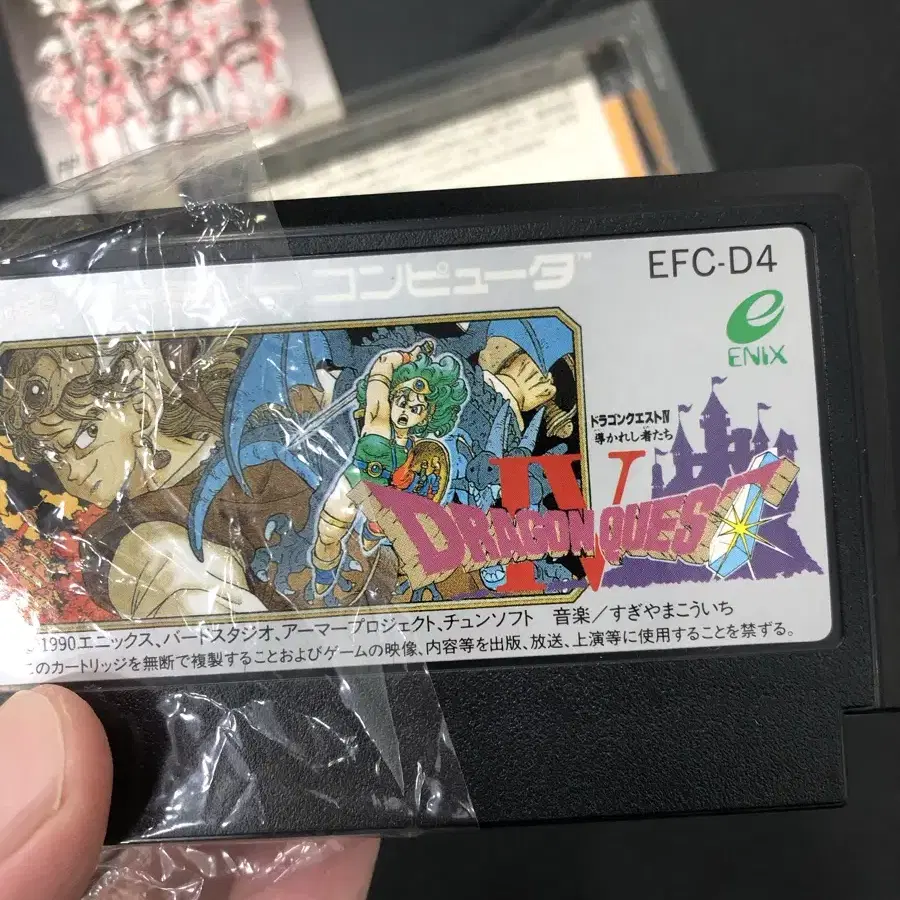 コンピュータ™
EFC-D4
ENIX
ドラゴンクエストIV
導かれし者たち
IV
DRAGON QUEST
1990エニックス、バードスタジオ、アーマープロジェクト、チュンソフト 音楽／すぎやまこういち
このカートリッジを無断で複製することおよびゲームの映像、内容等を出版、放送、上演等に使用することを禁ずる。